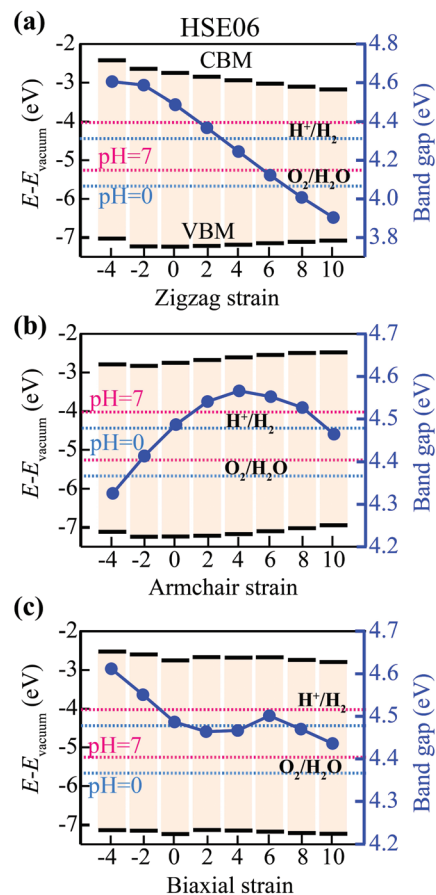 HSE06
(a)
-2
-3
-4
-5
-6
-7
E-Evacuum (eV)
CBM
H⁺/H₂
pH=7
O₂/H₂O
pH=0
VBM
4.8
4.6
4.4
4.2
4.0
3.8
Band gap (eV)
-4 -2 0 2 4 6 8 10
Zigzag strain
(b)
-2
-3
-4
-5
-6
-7
E-Evacuum (eV)
pH=7
H⁺/H₂
pH=0
O₂/H₂O
4.7
4.6
4.5
4.4
4.3
4.2
Band gap (eV)
-4 -2 0 2 4 6 8 10
Armchair strain
(c)
-2
-3
-4
-5
-6
-7
E-Evacuum (eV)
H⁺/H₂
pH=7
O₂/H₂O
pH=0
4.7
4.6
4.5
4.4
4.3
4.2
Band gap (eV)
-4 -2 0 2 4 6 8 10
Biaxial strain